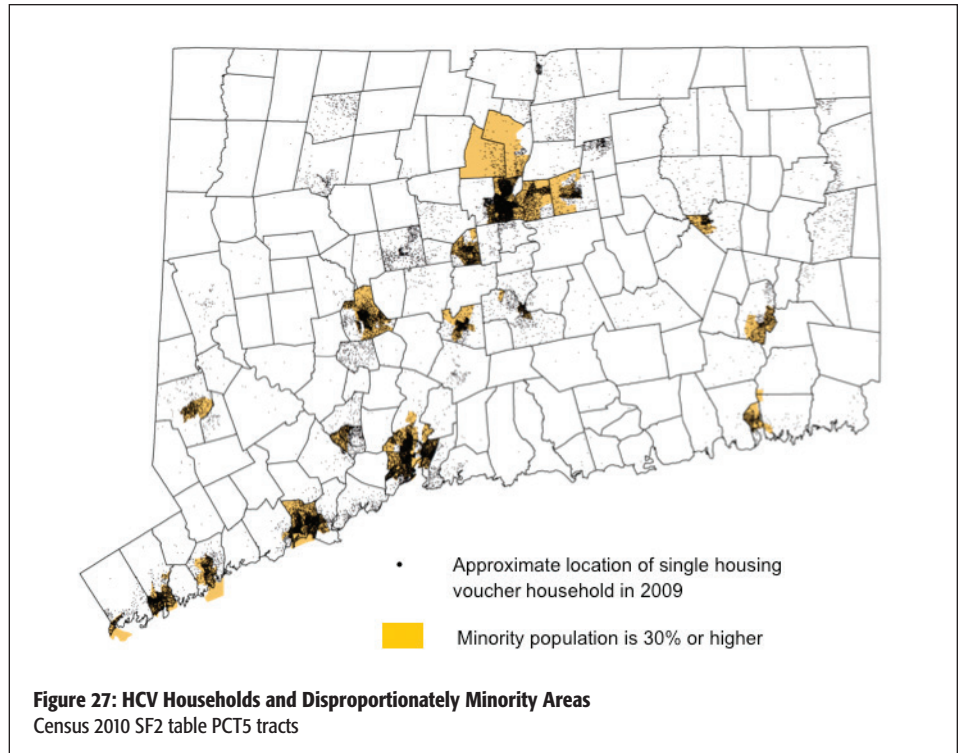 Approximate location of single housing
voucher household in 2009
Minority population is 30% or higher
Figure 27: HCV Households and Disproportionately Minority Areas
Census 2010 SF2 table PCT5 tracts